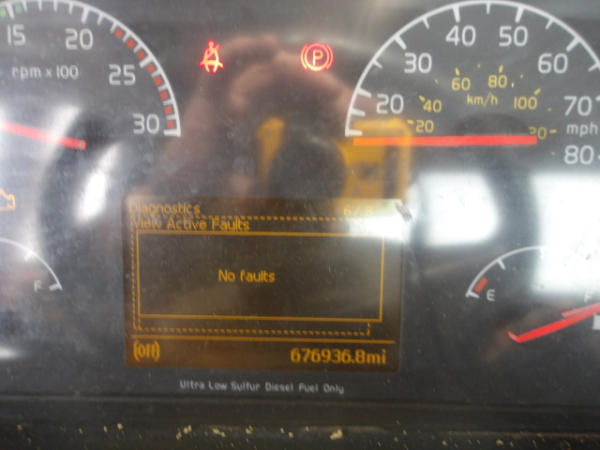 15 20 25 30
rpm x 100
P
20 30 40 50 60 70 80
20 40 60 80 100
km/h
mph
Diagnostics
View Active Faults
No faults
F
E
F
(Off) 676936.8mi
Ultra Low Sulfur Diesel Fuel Only